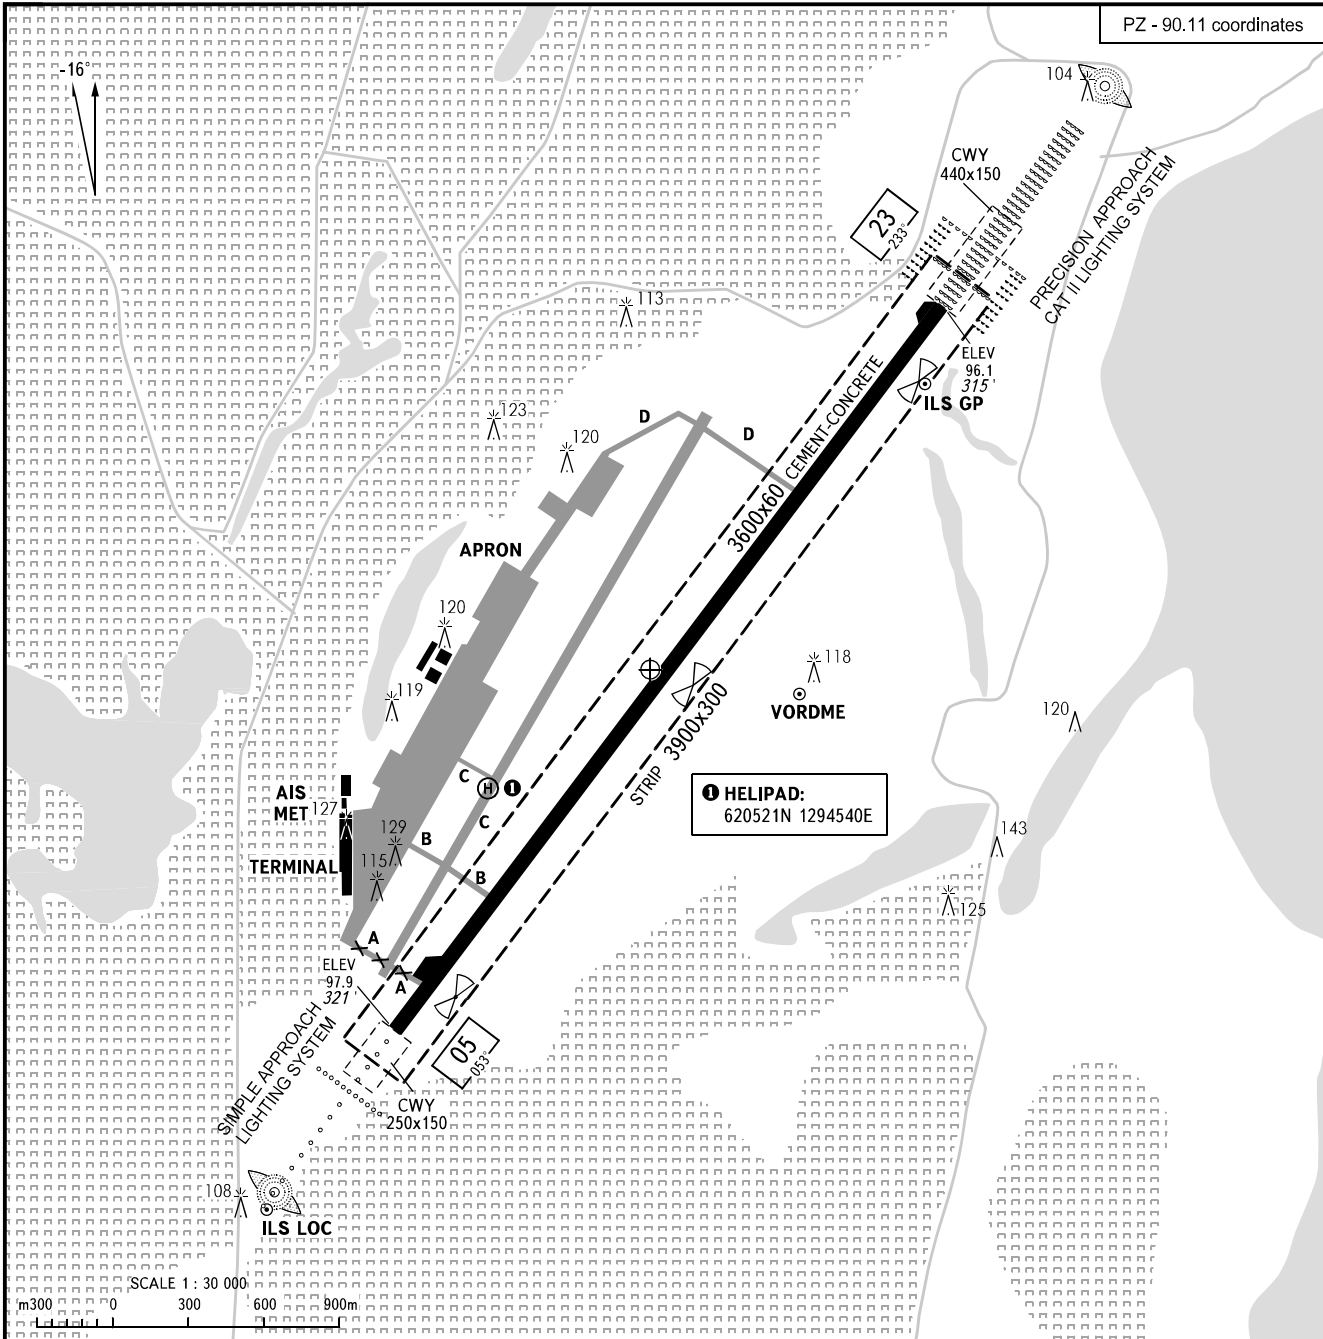 PZ - 90.11 coordinates
-16°
104
CWY
440x150
PRECISION APPROACH
CAT II LIGHTING SYSTEM
23
233°
113
ELEV
96.1
315'
ILS GP
123
120
D
D
3600x60 CEMENT-CONCRETE
APRON
120
119
118
VORDME
120
STRIP 3900x300
C
H
1
C
1 HELIPAD:
620521N 1294540E
AIS
MET
127
129
B
B
TERMINAL
115
143
125
A
A
ELEV
97.9
321'
SIMPLE APPROACH
LIGHTING SYSTEM
05
053°
CWY
250x150
108
ILS LOC
SCALE 1 : 30 000
m300 0 300 600 900m